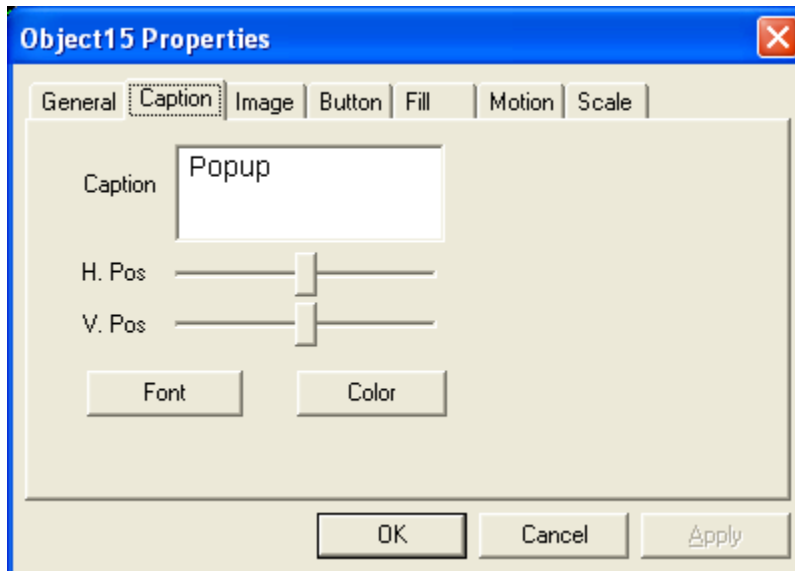 Object15 Properties
General Caption Image Button Fill Motion Scale
Caption Popup
H. Pos
V. Pos
Font Color
OK Cancel Apply